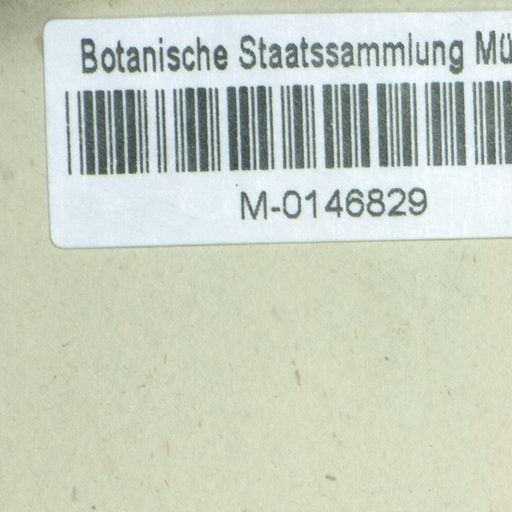 Botanische Staatssammlung Mü
M-0146829